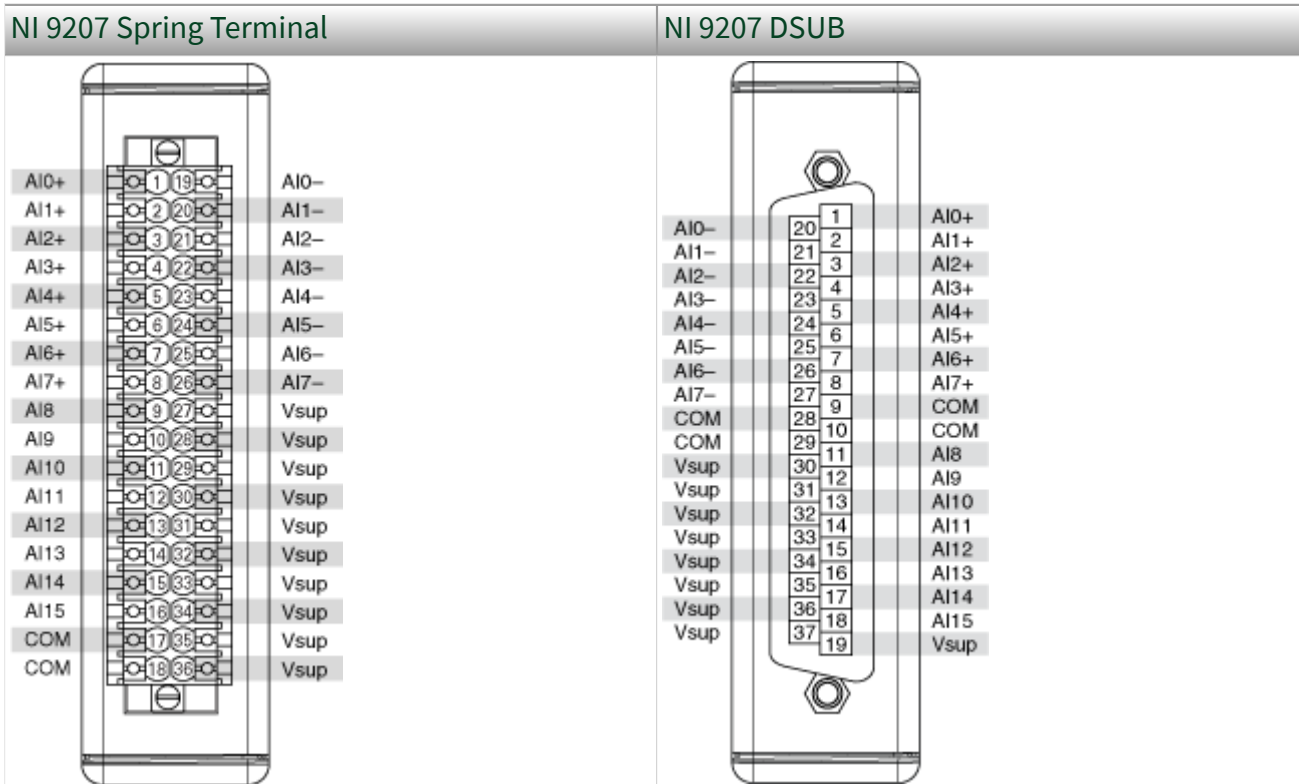 NI 9207 Spring Terminal
AI0+ 1 19 AI0–
AI1+ 2 20 AI1–
AI2+ 3 21 AI2–
AI3+ 4 22 AI3–
AI4+ 5 23 AI4–
AI5+ 6 24 AI5–
AI6+ 7 25 AI6–
AI7+ 8 26 AI7–
AI8 9 27 Vsup
AI9 10 28 Vsup
AI10 11 29 Vsup
AI11 12 30 Vsup
AI12 13 31 Vsup
AI13 14 32 Vsup
AI14 15 33 Vsup
AI15 16 34 Vsup
COM 17 35 Vsup
COM 18 36 Vsup
NI 9207 DSUB
1 AI0+
AI0– 20
2 AI1+
AI1– 21
3 AI2+
AI2– 22
4 AI3+
AI3– 23
5 AI4+
AI4– 24
6 AI5+
AI5– 25
7 AI6+
AI6– 26
8 AI7+
AI7– 27
9 COM
COM 28
10 COM
COM 29
11 AI8
Vsup 30
12 AI9
Vsup 31
13 AI10
Vsup 32
14 AI11
Vsup 33
15 AI12
Vsup 34
16 AI13
Vsup 35
17 AI14
Vsup 36
18 AI15
Vsup 37
19 Vsup